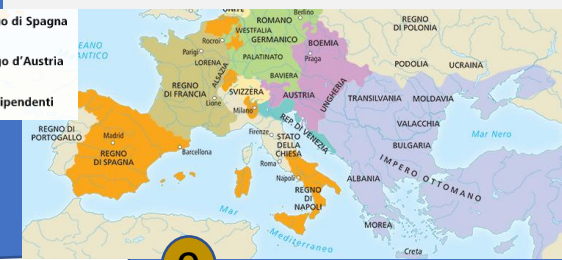 o di Spagna
o d'Austria
ipendenti
EANO
NTICO
Berlino
ROMANO
GERMANICO
WESTFALIA
Rocroi
Parigi
LORENA
ALSAZIA
PALATINATO
BAVIERA
BOEMIA
Praga
REGNO
DI POLONIA
PODOLIA
UCRAINA
REGNO
DI FRANCIA
Lione
SVIZZERA
Milano
AUSTRIA
UNGHERIA
TRANSILVANIA
MOLDAVIA
VALACCHIA
BULGARIA
Mar Nero
REP. DI VENEZIA
REGNO DI
PORTOGALLO
Madrid
REGNO
DI SPAGNA
Barcellona
Firenze
STATO
DELLA
CHIESA
Roma
Napoli
REGNO
DI
NAPOLI
ALBANIA
IMPERO OTTOMANO
MOREA
Creta
Mar
Mediterraneo